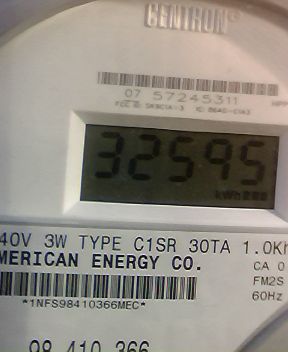 CENTRON®
07 57245311
32595
kWh
40V 3W TYPE C1SR 30TA 1.0Kh
MERICAN ENERGY CO.
CA 0
FM2S
*1NFS98410366MEC*
60Hz
98 410 366